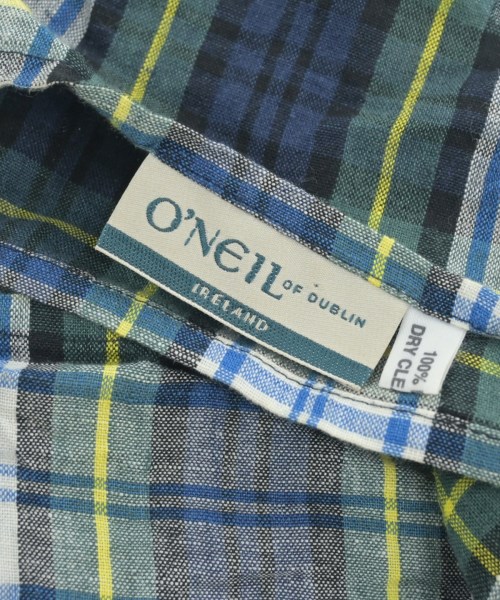 O'NEIL
OF DUBLIN
IRELAND
100%
DRY CLE